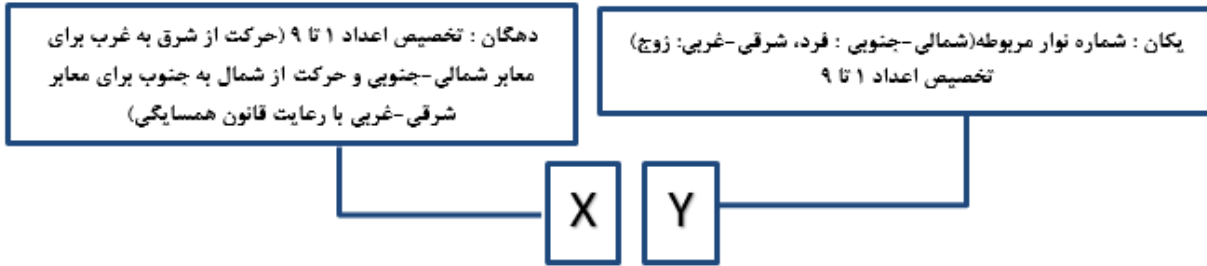 یکان : شماره نوار مربوطه(شمالی-جنوبی : فرد، شرقی-غربی: زوج)
تخصیص اعداد ۱ تا ۹
دهگان : تخصیص اعداد ۱ تا ۹ (حرکت از شرق به غرب برای
معابر شمالی-جنوبی و حرکت از شمال به جنوب برای معابر
شرقی-غربی با رعایت قانون همسایگی)
X Y